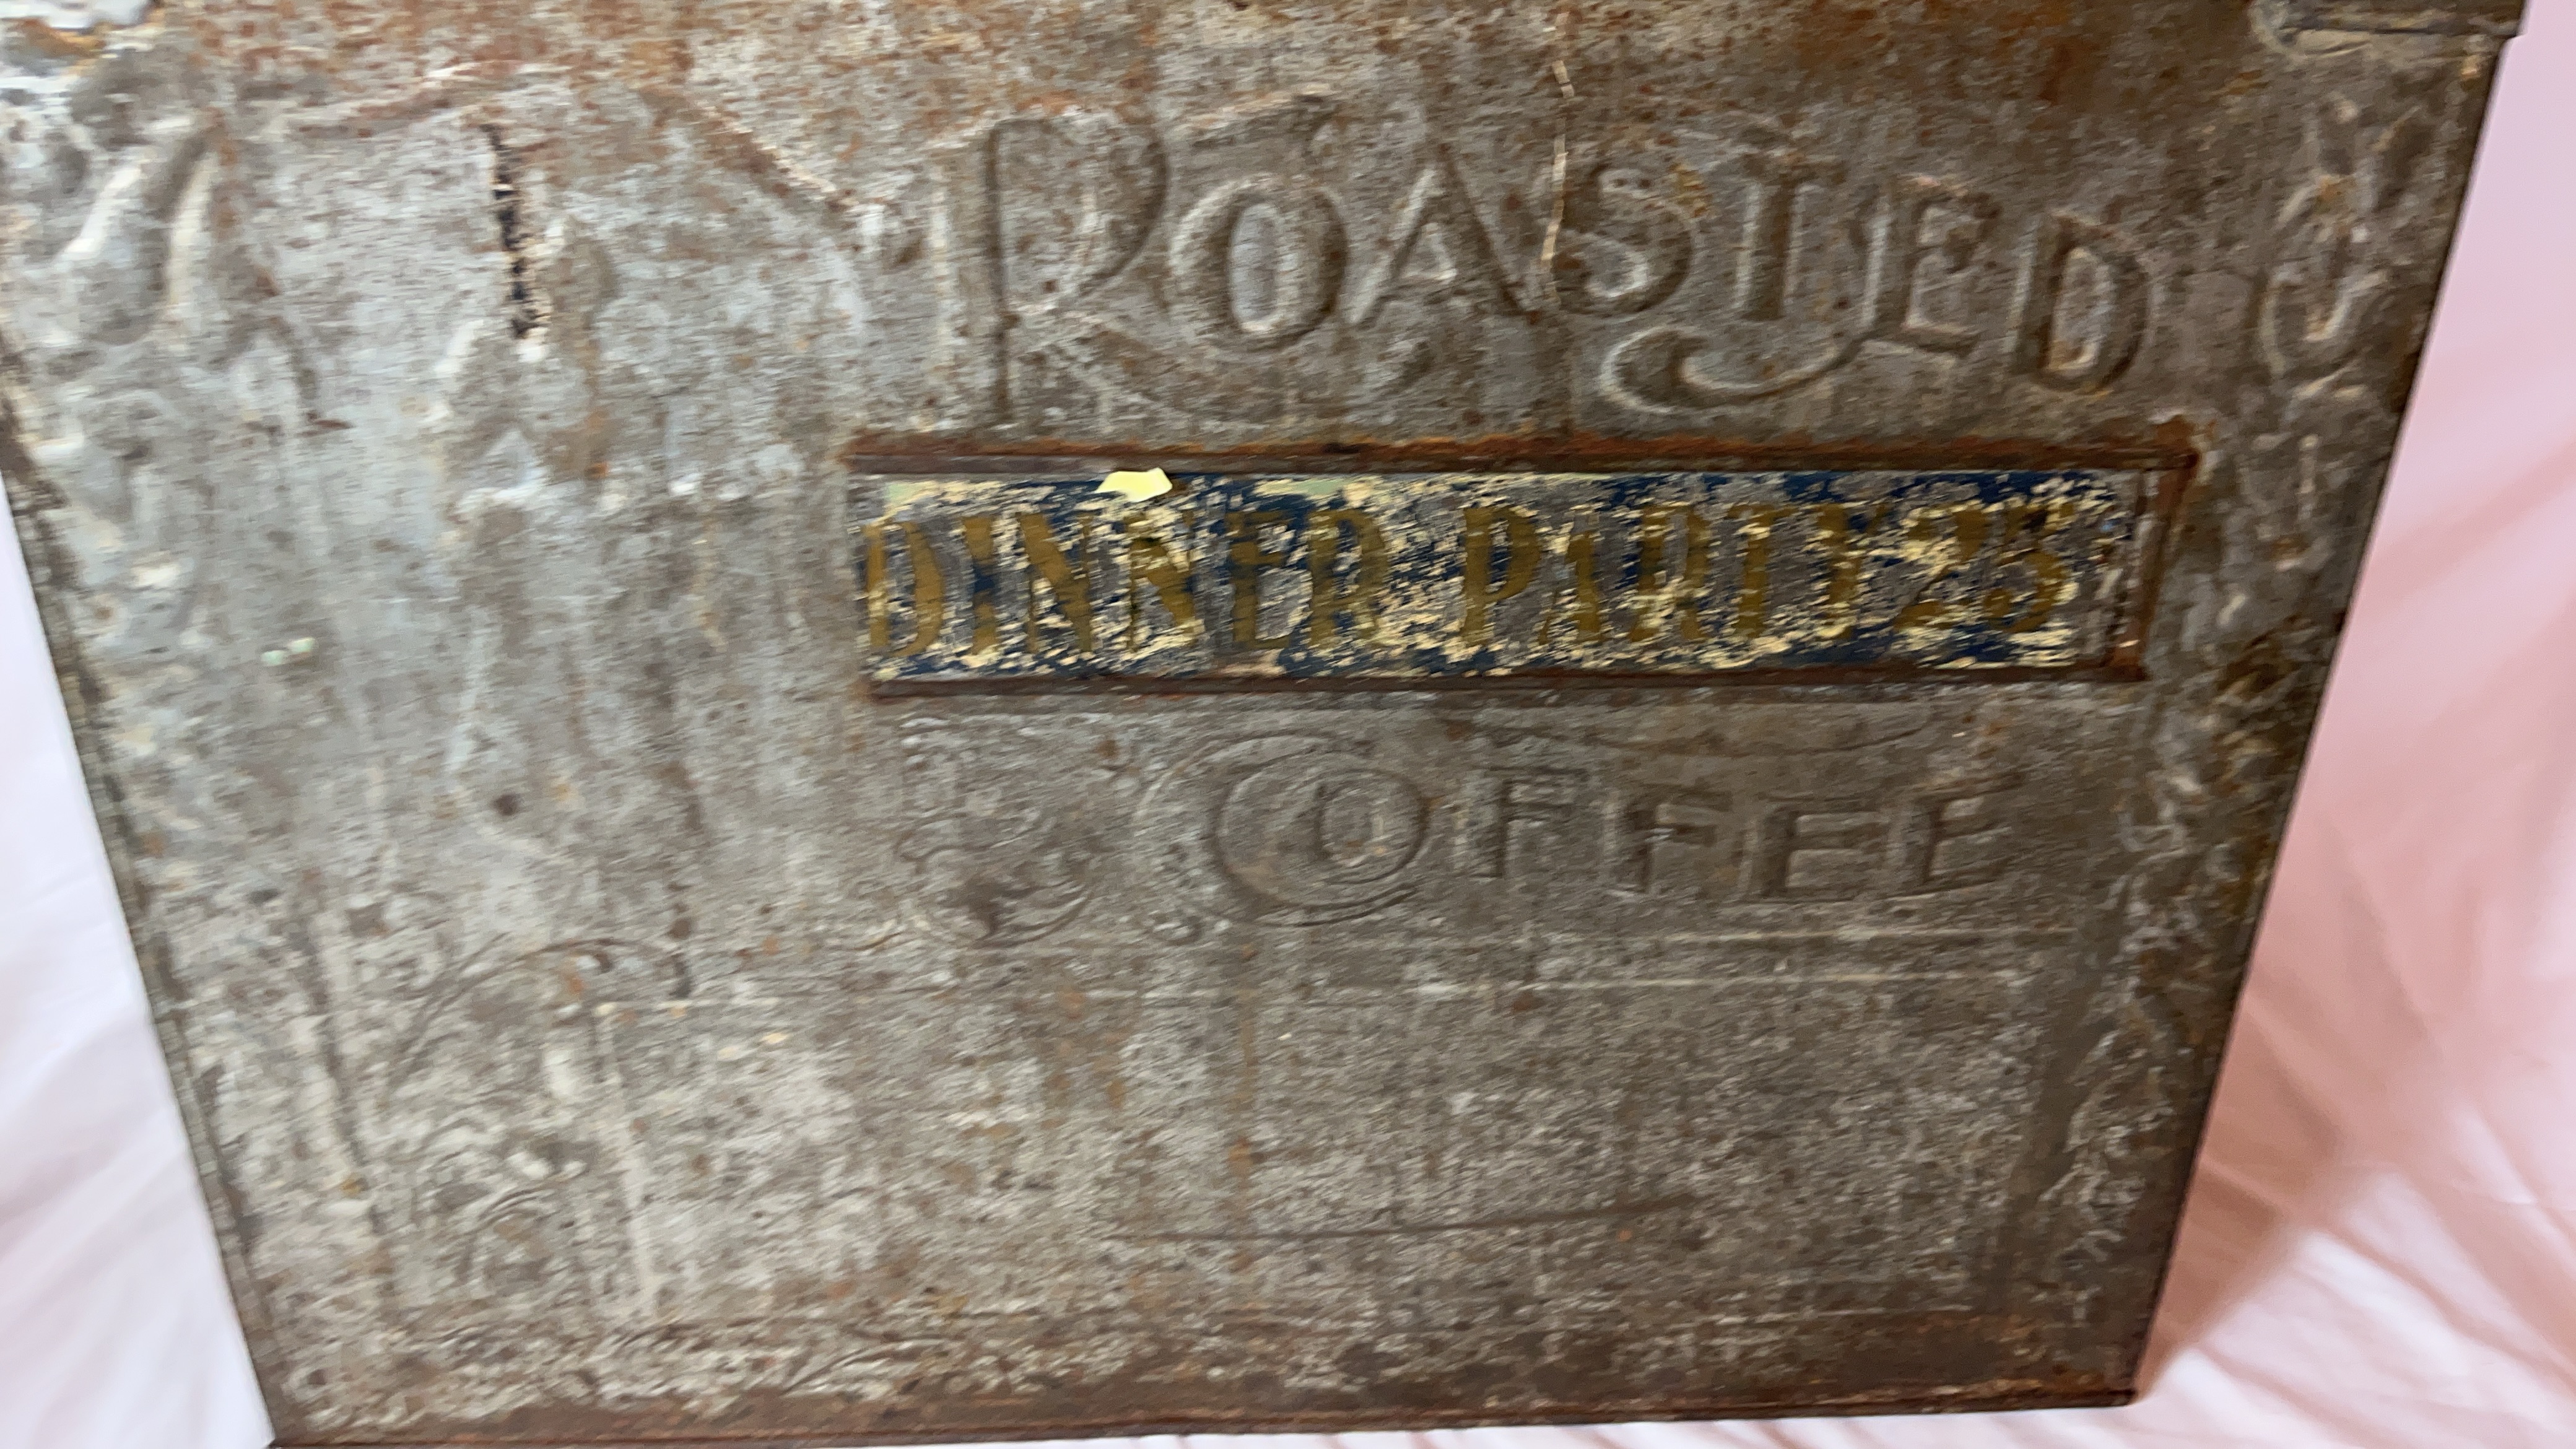 ROASTED
DINNER PARTY 25
COFFEE